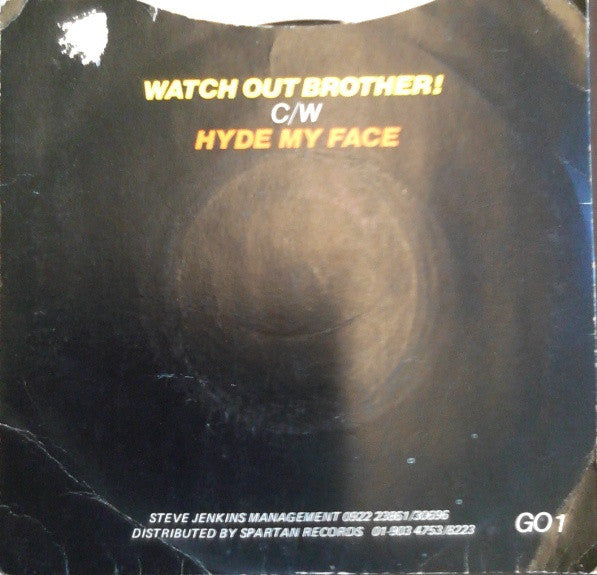 WATCH OUT BROTHER!
C/W
HYDE MY FACE
STEVE JENKINS MANAGEMENT 0922 23861/30696
DISTRIBUTED BY SPARTAN RECORDS 01-903 4753/6223
GO 1